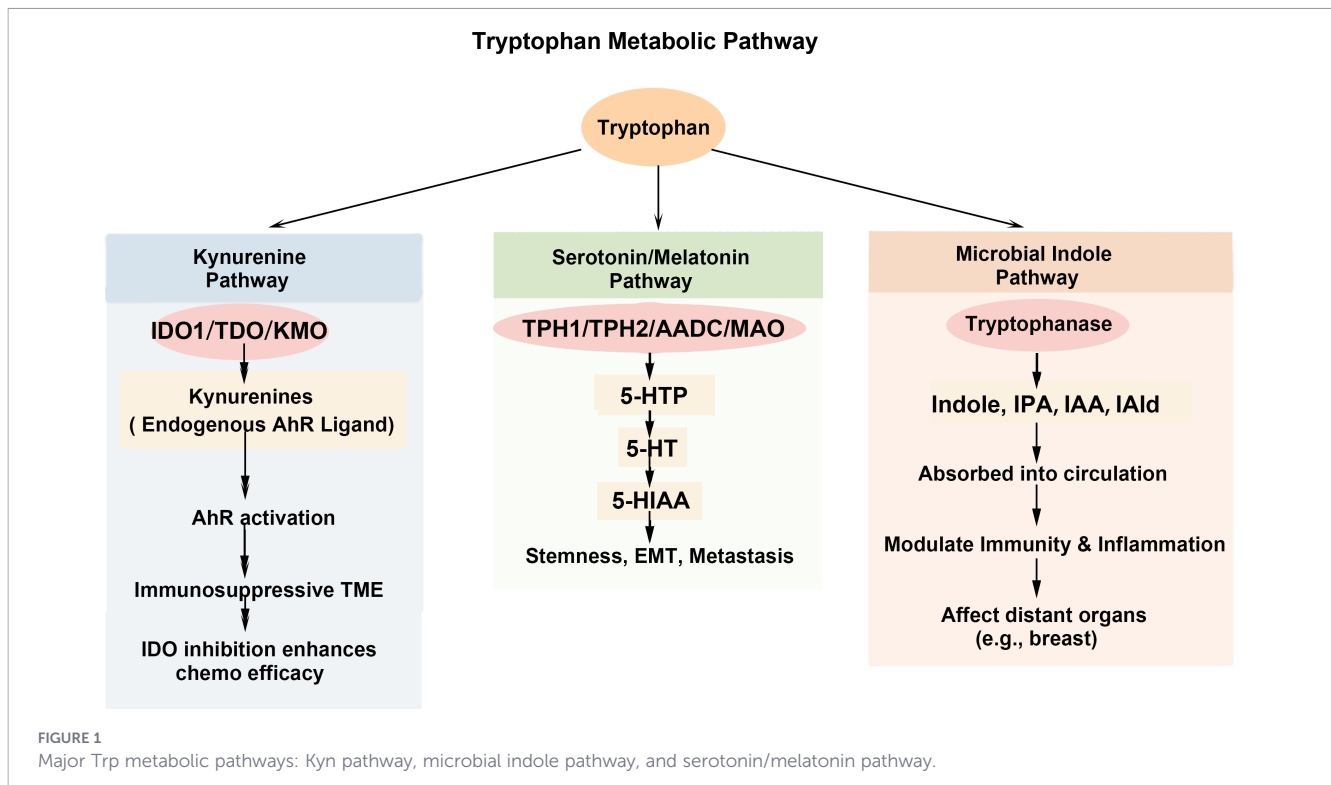 Tryptophan Metabolic Pathway
Tryptophan
Kynurenine
Pathway
IDO1/TDO/KMO
Kynurenines
( Endogenous AhR Ligand)
AhR activation
Immunosuppressive TME
IDO inhibition enhances
chemo efficacy
Serotonin/Melatonin
Pathway
TPH1/TPH2/AADC/MAO
5-HTP
5-HT
5-HIAA
Stemness, EMT, Metastasis
Microbial Indole
Pathway
Tryptophanase
Indole, IPA, IAA, IAld
Absorbed into circulation
Modulate Immunity & Inflammation
Affect distant organs
(e.g., breast)
FIGURE 1
Major Trp metabolic pathways: Kyn pathway, microbial indole pathway, and serotonin/melatonin pathway.